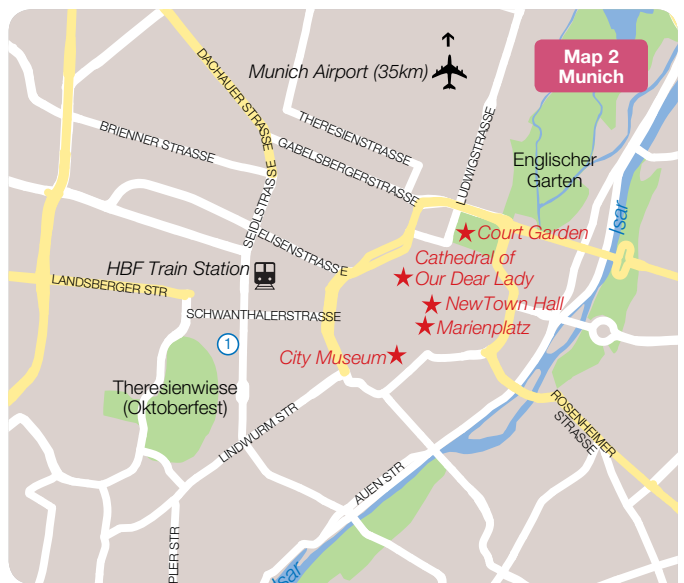 Map 2
Munich
Munich Airport (35km)
DACHAUER STRASSE
BRIENNER STRASSE
THERESIENSTRASSE
GABELSBERGERSTRASSE
LUDWIGSTRASSE
Englischer
Garten
Isar
SEIDLSTRASSE
ELISENSTRASSE
Court Garden
Cathedral of
Our Dear Lady
HBF Train Station
LANDSBERGER STR
SCHWANTHALERSTRASSE
NewTown Hall
Marienplatz
1
City Museum
Theresienwiese
(Oktoberfest)
LINDWURM STR
ROSENHEIMER
STRASSE
AUEN STR
PLER STR
Isar